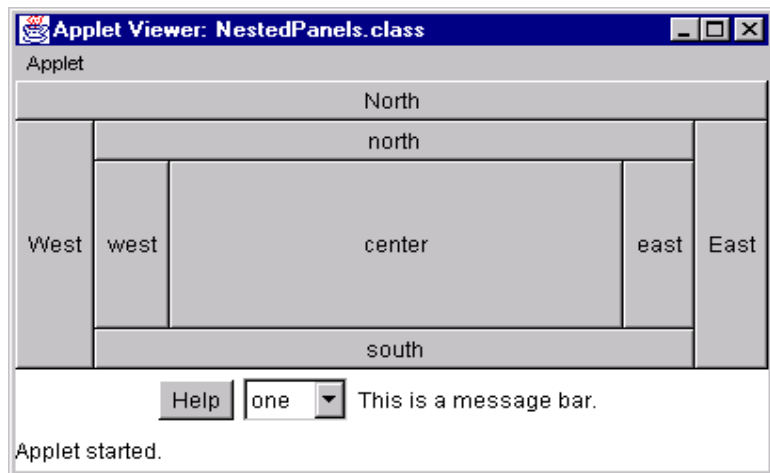 Applet Viewer: NestedPanels.class
Applet
North
north
West west center east East
south
Help one This is a message bar.
Applet started.